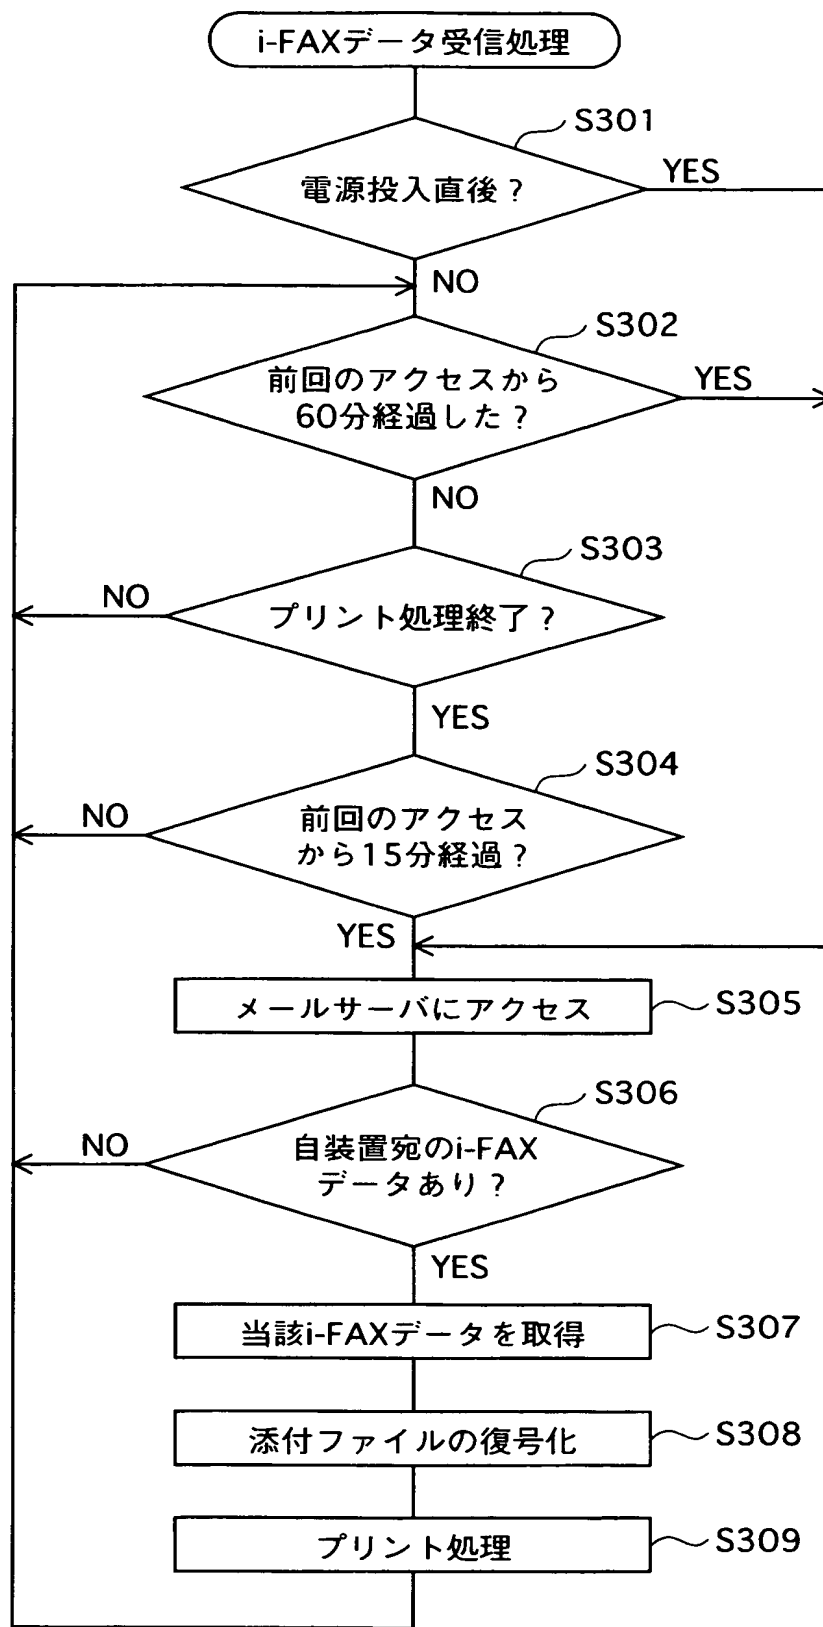 i-FAXデータ受信処理
S301
電源投入直後？
YES
NO
S302
前回のアクセスから
60分経過した？
YES
NO
S303
プリント処理終了？
NO
YES
S304
前回のアクセス
から15分経過？
NO
YES
メールサーバにアクセス
S305
S306
自装置宛のi-FAX
データあり？
NO
YES
当該i-FAXデータを取得
S307
添付ファイルの復号化
S308
プリント処理
S309